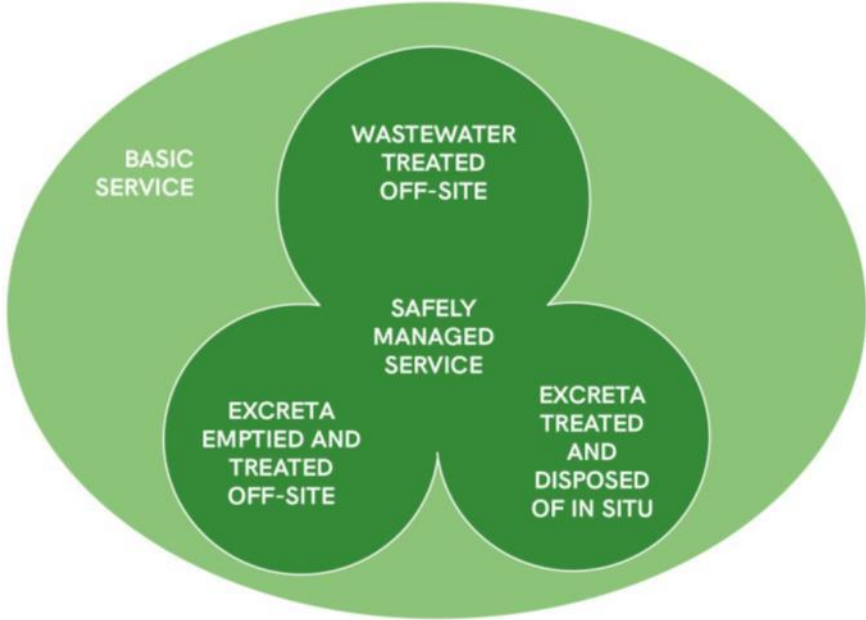 BASIC
SERVICE
WASTEWATER
TREATED
OFF-SITE
SAFELY
MANAGED
SERVICE
EXCRETA
EMPTIED AND
TREATED
OFF-SITE
EXCRETA
TREATED
AND
DISPOSED
OF IN SITU